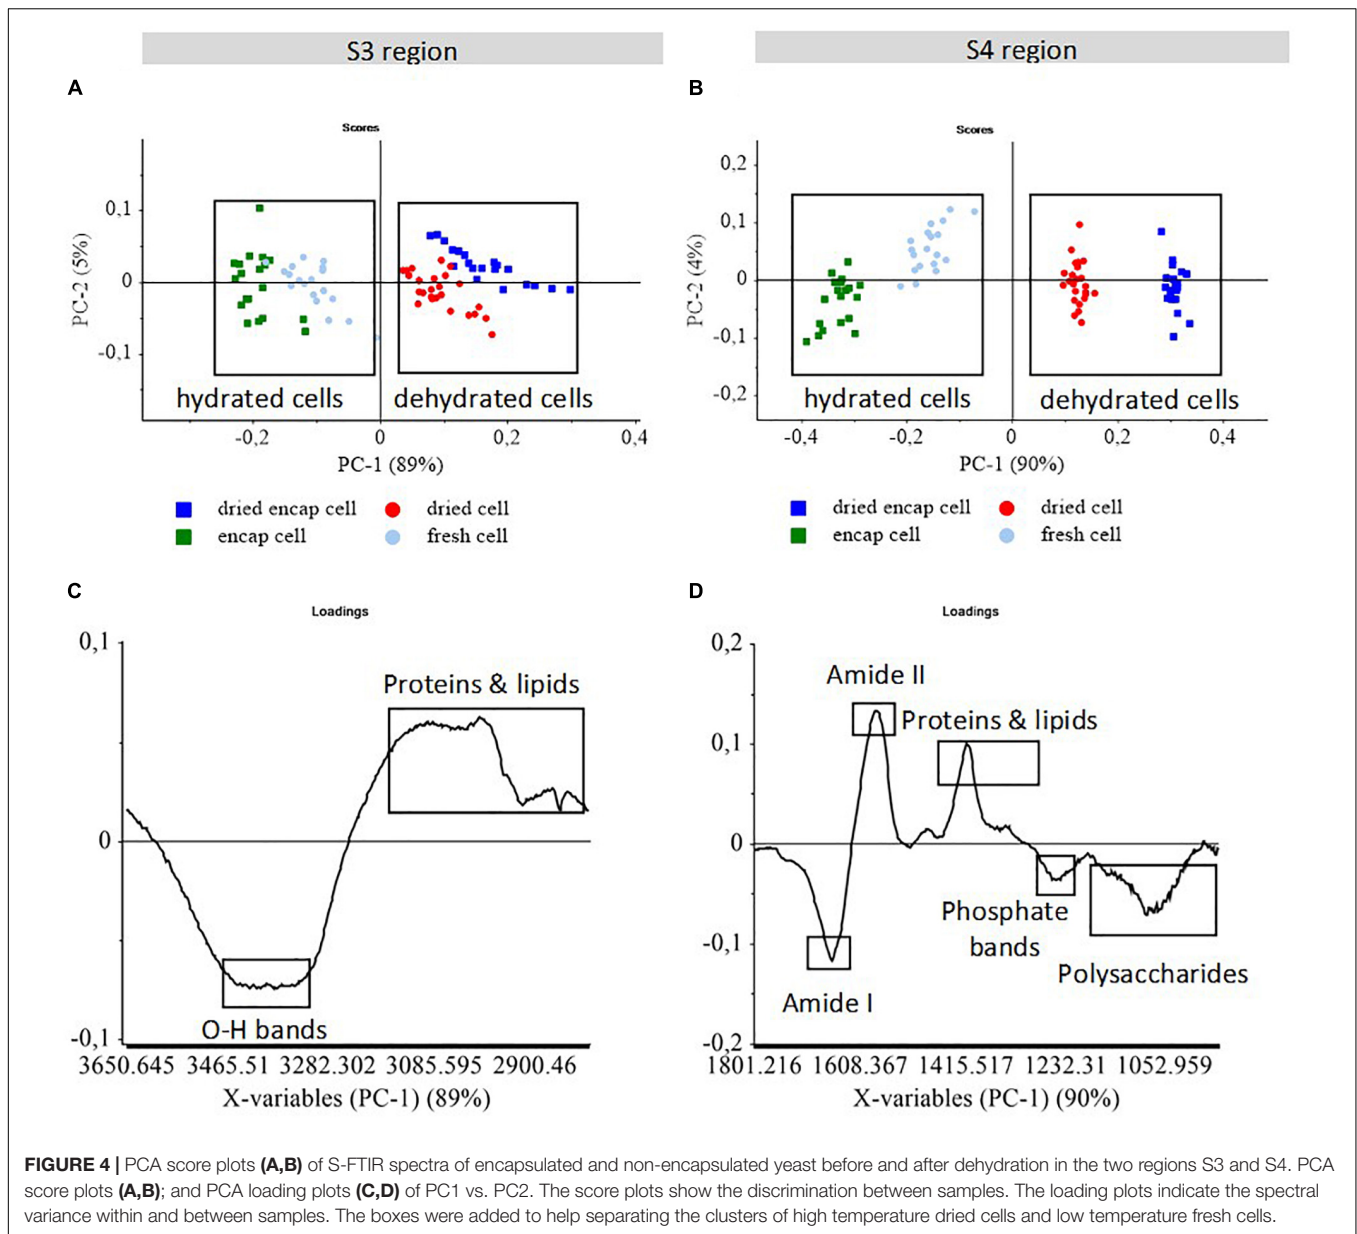 S3 region
S4 region
A
B
Scores
Scores
PC-2 (5%)
0,1
0
-0,1
hydrated cells
dehydrated cells
-0,2
0
0,2
0,4
PC-1 (89%)
dried encap cell
dried cell
encap cell
fresh cell
PC-2 (4%)
0,2
0,1
0
-0,1
-0,2
hydrated cells
dehydrated cells
-0,4
-0,2
0
0,2
0,4
PC-1 (90%)
dried encap cell
dried cell
encap cell
fresh cell
C
D
Loadings
0,1
0
-0,1
Proteins & lipids
O-H bands
3650.645
3465.51
3282.302
3085.595
2900.46
X-variables (PC-1) (89%)
Loadings
0,2
0,1
0
-0,1
-0,2
Amide II
Proteins & lipids
Phosphate
bands
Polysaccharides
Amide I
1801.216
1608.367
1415.517
1232.31
1052.959
X-variables (PC-1) (90%)
FIGURE 4 | PCA score plots (A,B) of S-FTIR spectra of encapsulated and non-encapsulated yeast before and after dehydration in the two regions S3 and S4. PCA
score plots (A,B); and PCA loading plots (C,D) of PC1 vs. PC2. The score plots show the discrimination between samples. The loading plots indicate the spectral
variance within and between samples. The boxes were added to help separating the clusters of high temperature dried cells and low temperature fresh cells.